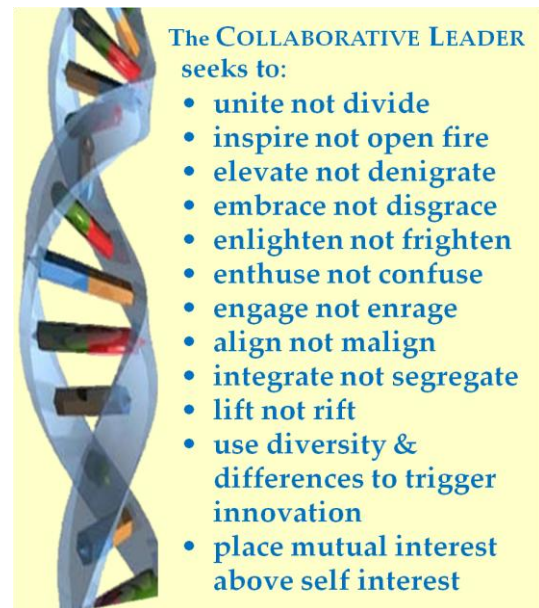 The COLLABORATIVE LEADER
seeks to:
• unite not divide
• inspire not open fire
• elevate not denigrate
• embrace not disgrace
• enlighten not frighten
• enthuse not confuse
• engage not enrage
• align not malign
• integrate not segregate
• lift not rift
• use diversity &
differences to trigger
innovation
• place mutual interest
above self interest